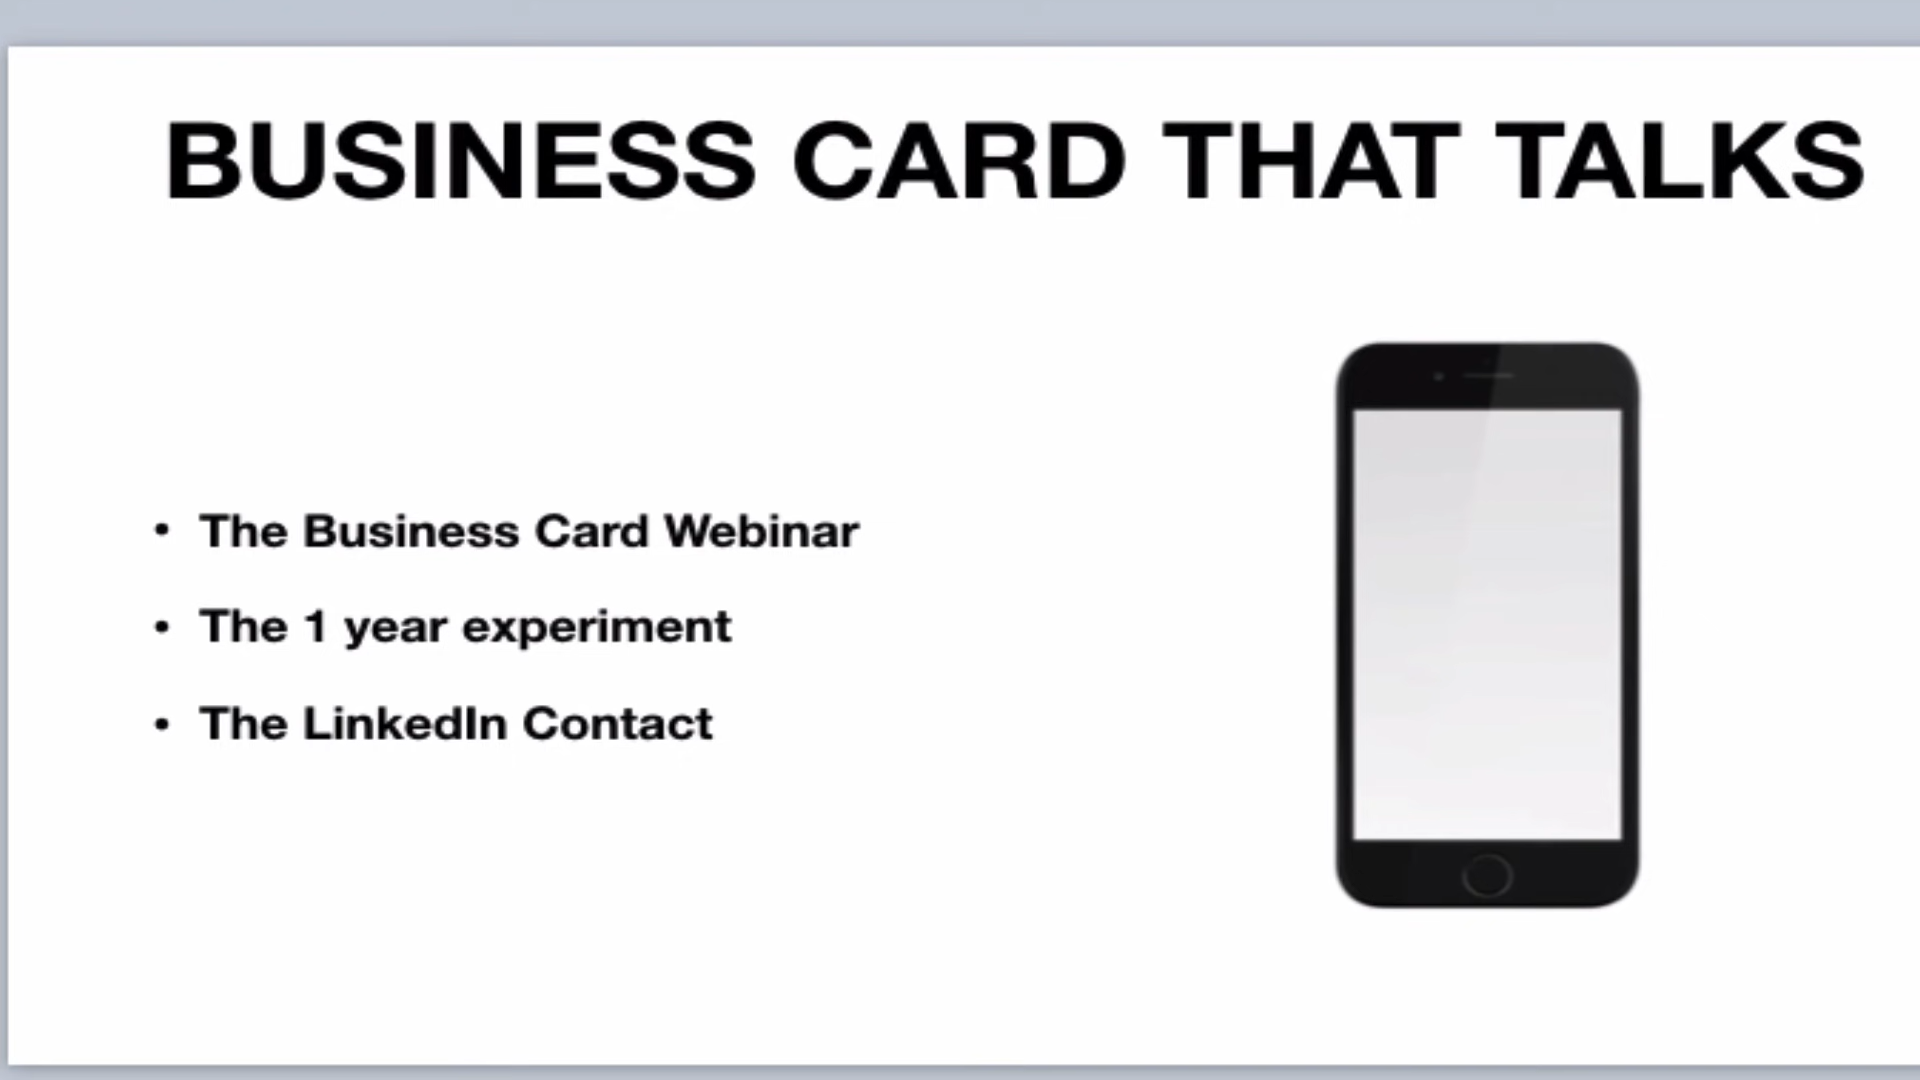 BUSINESS CARD THAT TALKS
• The Business Card Webinar
• The 1 year experiment
• The LinkedIn Contact